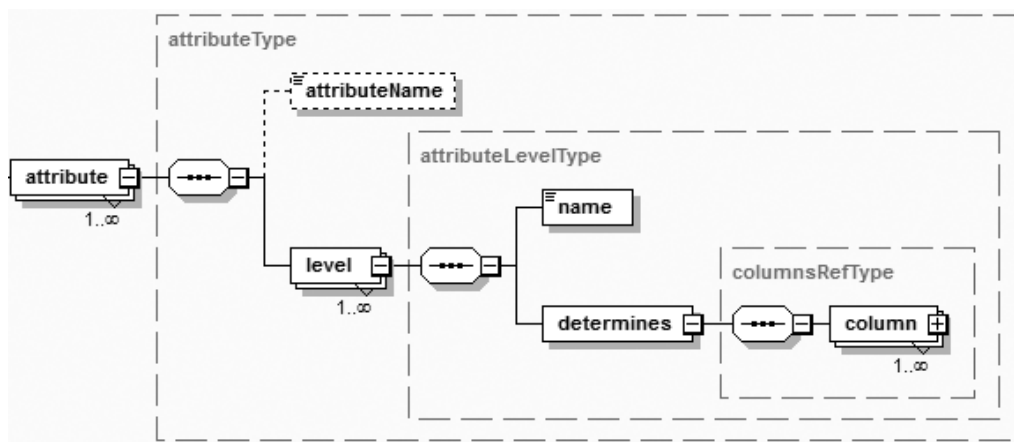 attributeType
attributeName
attributeLevelType
attribute
1..∞
name
level
1..∞
columnsRefType
determines
column
1..∞